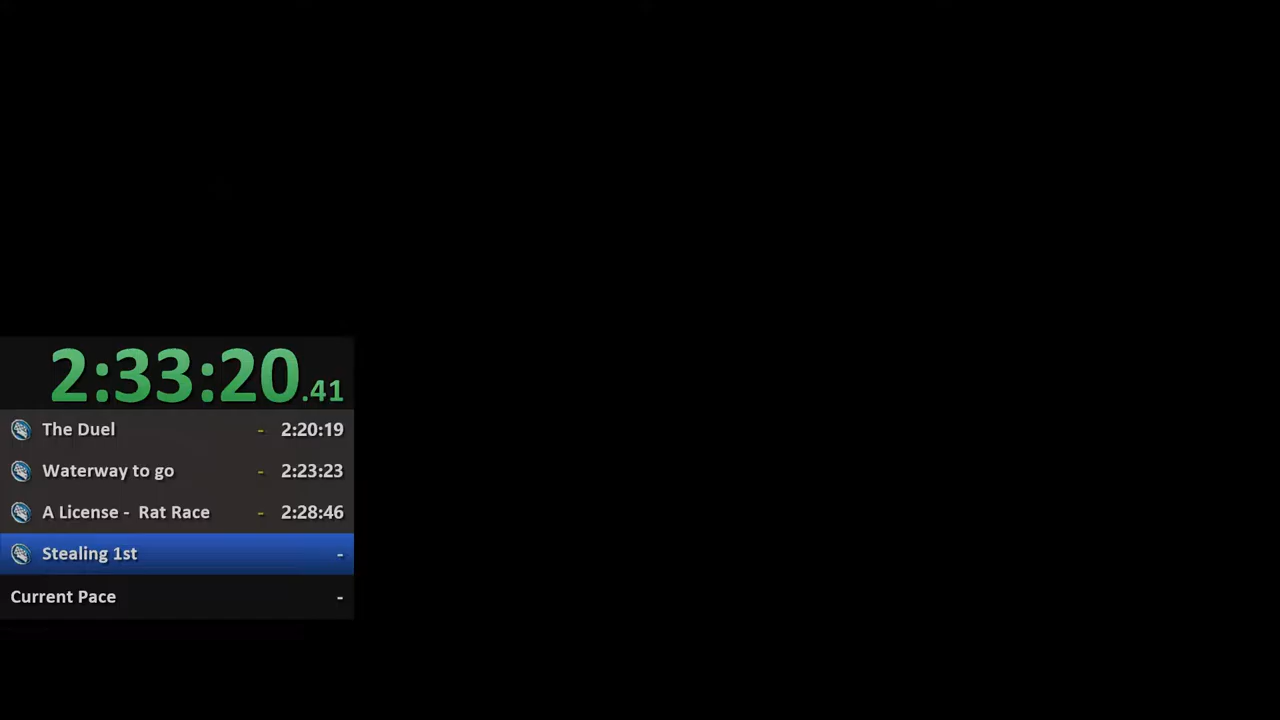 2:33:20.41
The Duel - 2:20:19
Waterway to go - 2:23:23
A License - Rat Race - 2:28:46
Stealing 1st -
Current Pace -